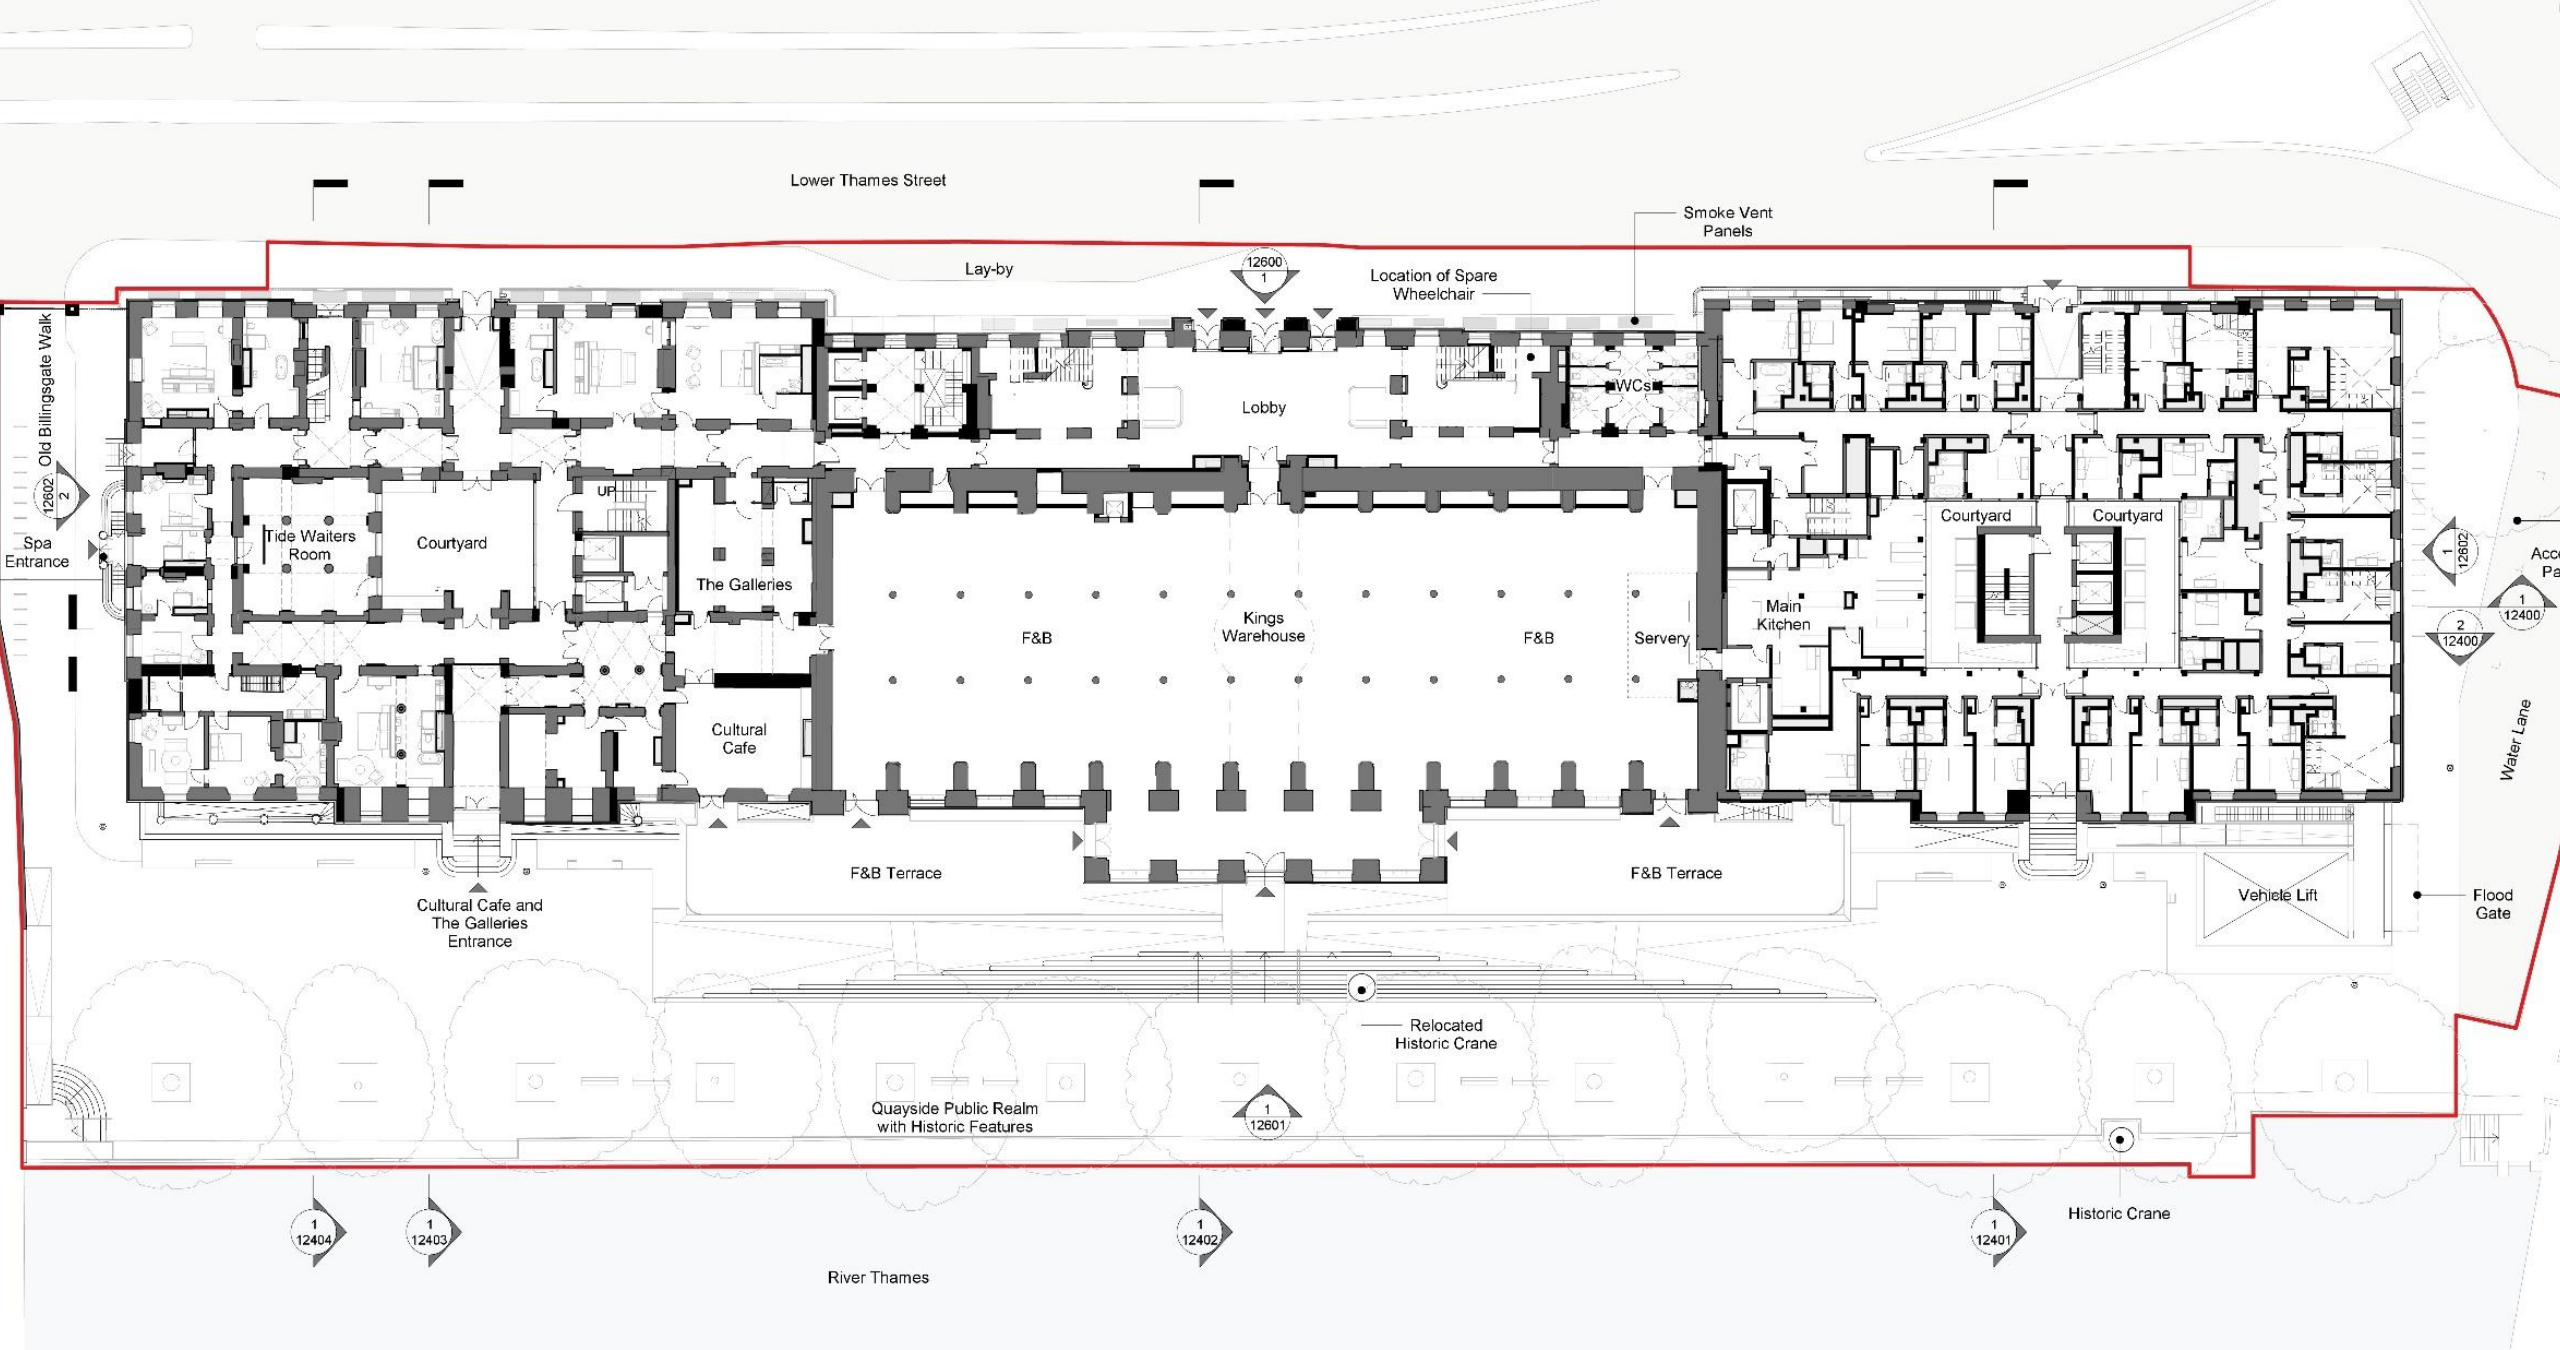 Lower Thames Street
Smoke Vent
Panels
12600
1
Lay-by
Location of Spare
Wheelchair
Old Billingsgate Walk
Lobby
WCs
12602
2
UP
Spa
Entrance
Tide Waiters
Room
Courtyard
The Galleries
F&B
Kings
Warehouse
F&B
Servery
Main
Kitchen
Courtyard
Courtyard
1
12602
1
12400
2
12400
Water Lane
Cultural
Cafe
F&B Terrace
F&B Terrace
Vehicle Lift
Flood
Gate
Cultural Cafe and
The Galleries
Entrance
Relocated
Historic Crane
Quayside Public Realm
with Historic Features
1
12601
1
12404
1
12403
1
12402
1
12401
Historic Crane
River Thames